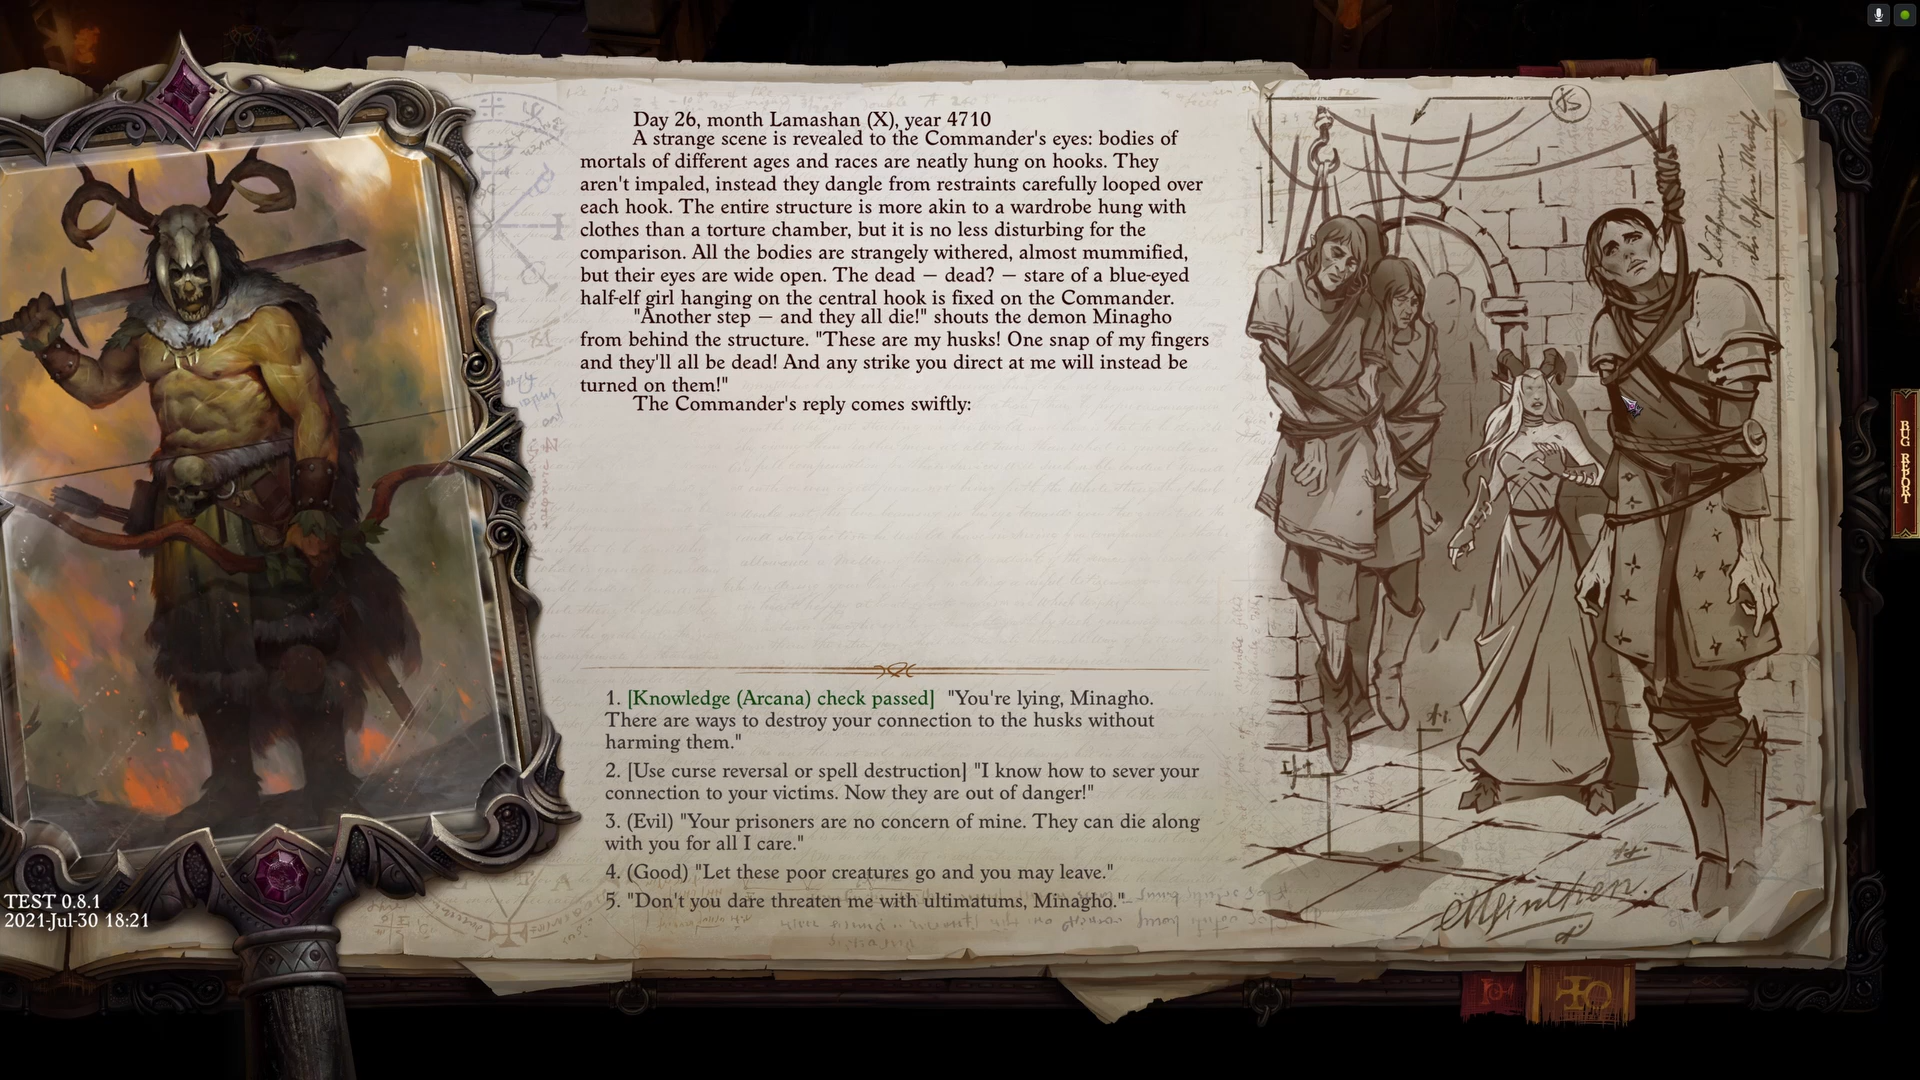 Day 26, month Lamashan (X), year 4710
A strange scene is revealed to the Commander's eyes: bodies of
mortals of different ages and races are neatly hung on hooks. They
aren't impaled, instead they dangle from restraints carefully looped over
each hook. The entire structure is more akin to a wardrobe hung with
clothes than a torture chamber, but it is no less disturbing for the
comparison. All the bodies are strangely withered, almost mummified,
but their eyes are wide open. The dead — dead? — stare of a blue-eyed
half-elf girl hanging on the central hook is fixed on the Commander.
"Another step — and they all die!" shouts the demon Minagho
from behind the structure. "These are my husks! One snap of my fingers
and they'll all be dead! And any strike you direct at me will instead be
turned on them!"
The Commander's reply comes swiftly:
1. [Knowledge (Arcana) check passed] "You're lying, Minagho.
There are ways to destroy your connection to the husks without
harming them."
2. [Use curse reversal or spell destruction] "I know how to sever your
connection to your victims. Now they are out of danger!"
3. (Evil) "Your prisoners are no concern of mine. They can die along
with you for all I care."
4. (Good) "Let these poor creatures go and you may leave."
5. "Don't you dare threaten me with ultimatums, Minagho."
BUG REPORT
TEST 0.8.1
2021-Jul-30 18:21